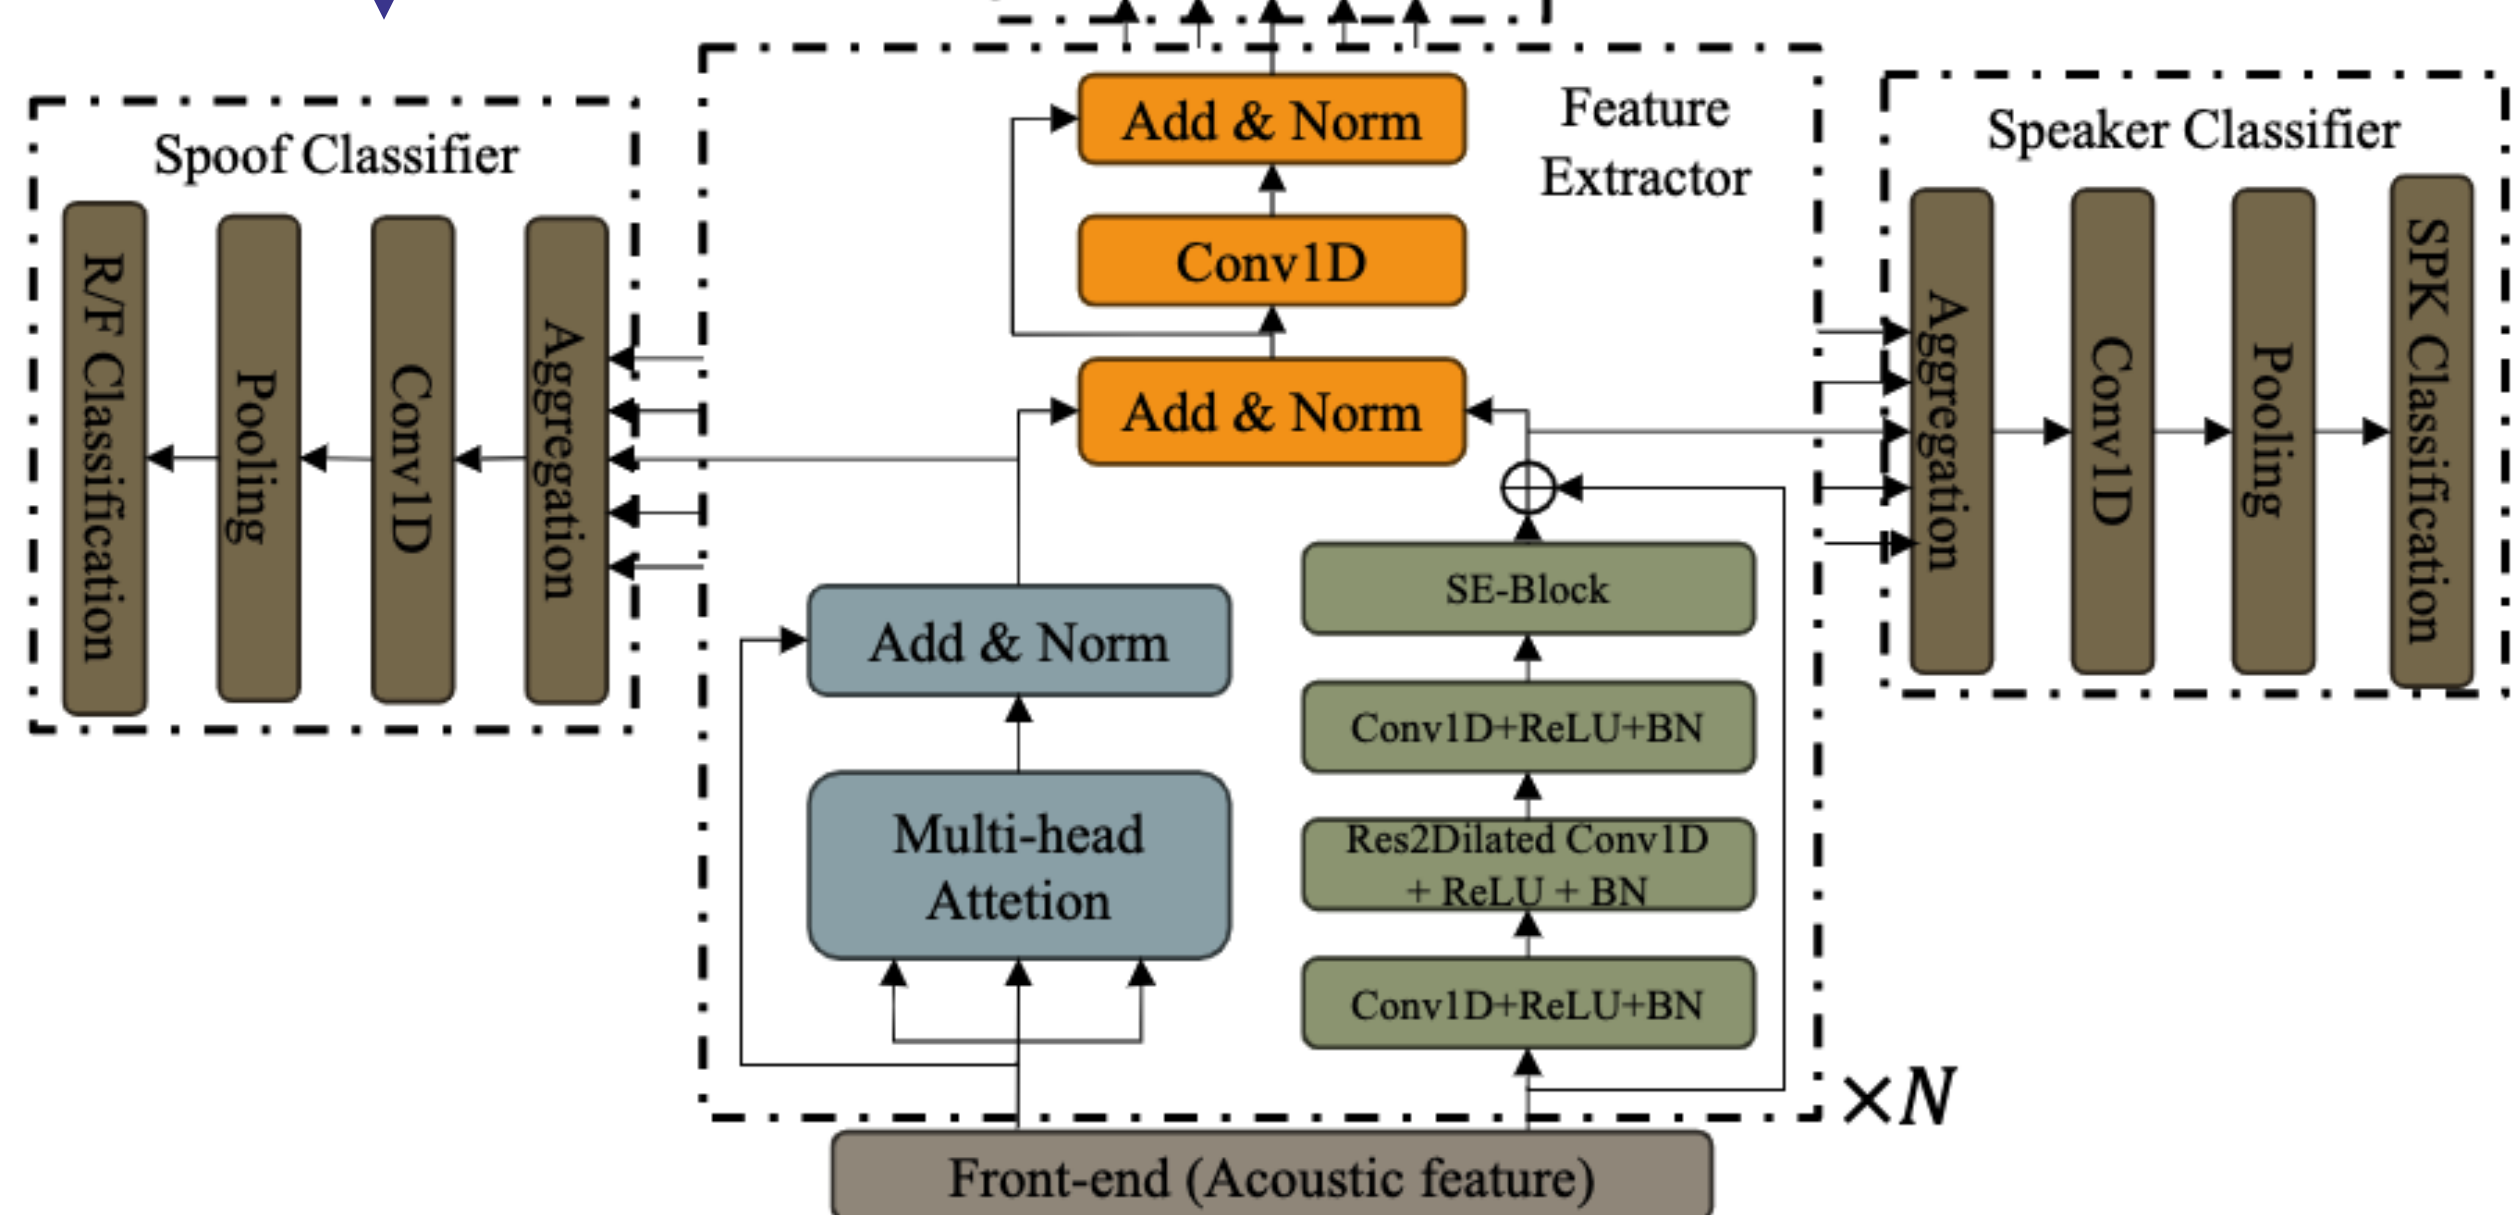 Spoof Classifier
R/F Classification
Pooling
Conv1D
Aggregation
Feature
Extractor
Add & Norm
Conv1D
Add & Norm
Add & Norm
Multi-head
Attetion
SE-Block
Conv1D+ReLU+BN
Res2Dilated Conv1D
+ ReLU + BN
Conv1D+ReLU+BN
×N
Front-end (Acoustic feature)
Speaker Classifier
Aggregation
Conv1D
Pooling
SPK Classification